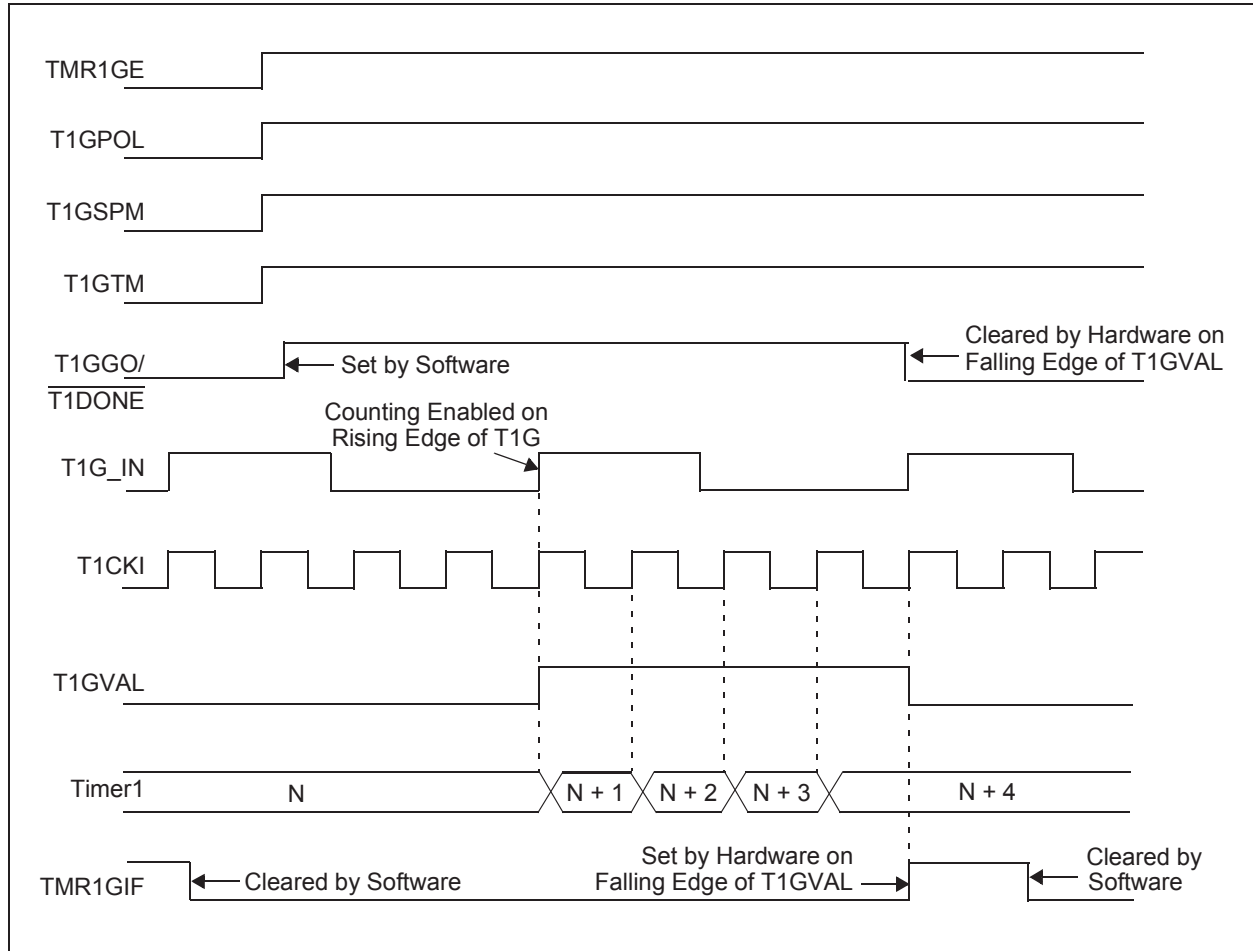 TMR1GE
T1GPOL
T1GSPM
T1GTM
T1GGO/
T1DONE
Set by Software
Cleared by Hardware on
Falling Edge of T1GVAL
Counting Enabled on
Rising Edge of T1G
T1G_IN
T1CKI
T1GVAL
Timer1
N
N + 1
N + 2
N + 3
N + 4
TMR1GIF
Cleared by Software
Set by Hardware on
Falling Edge of T1GVAL
Cleared by
Software